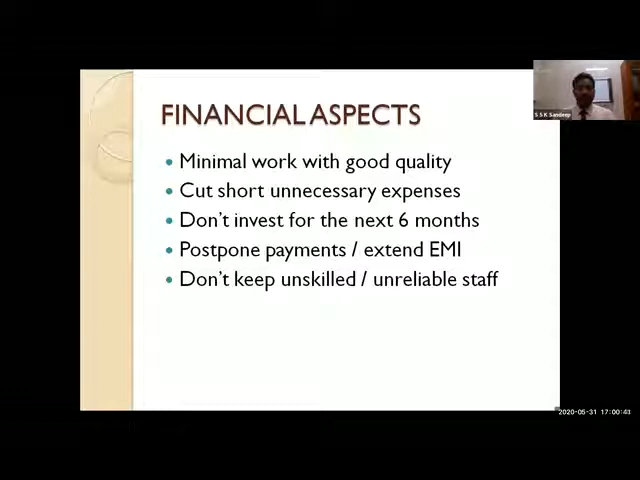 FINANCIAL ASPECTS
Minimal work with good quality
Cut short unnecessary expenses
Don't invest for the next 6 months
Postpone payments / extend EMI
Don't keep unskilled / unreliable staff
S S K Sandeep
2020-05-31 17:00:43